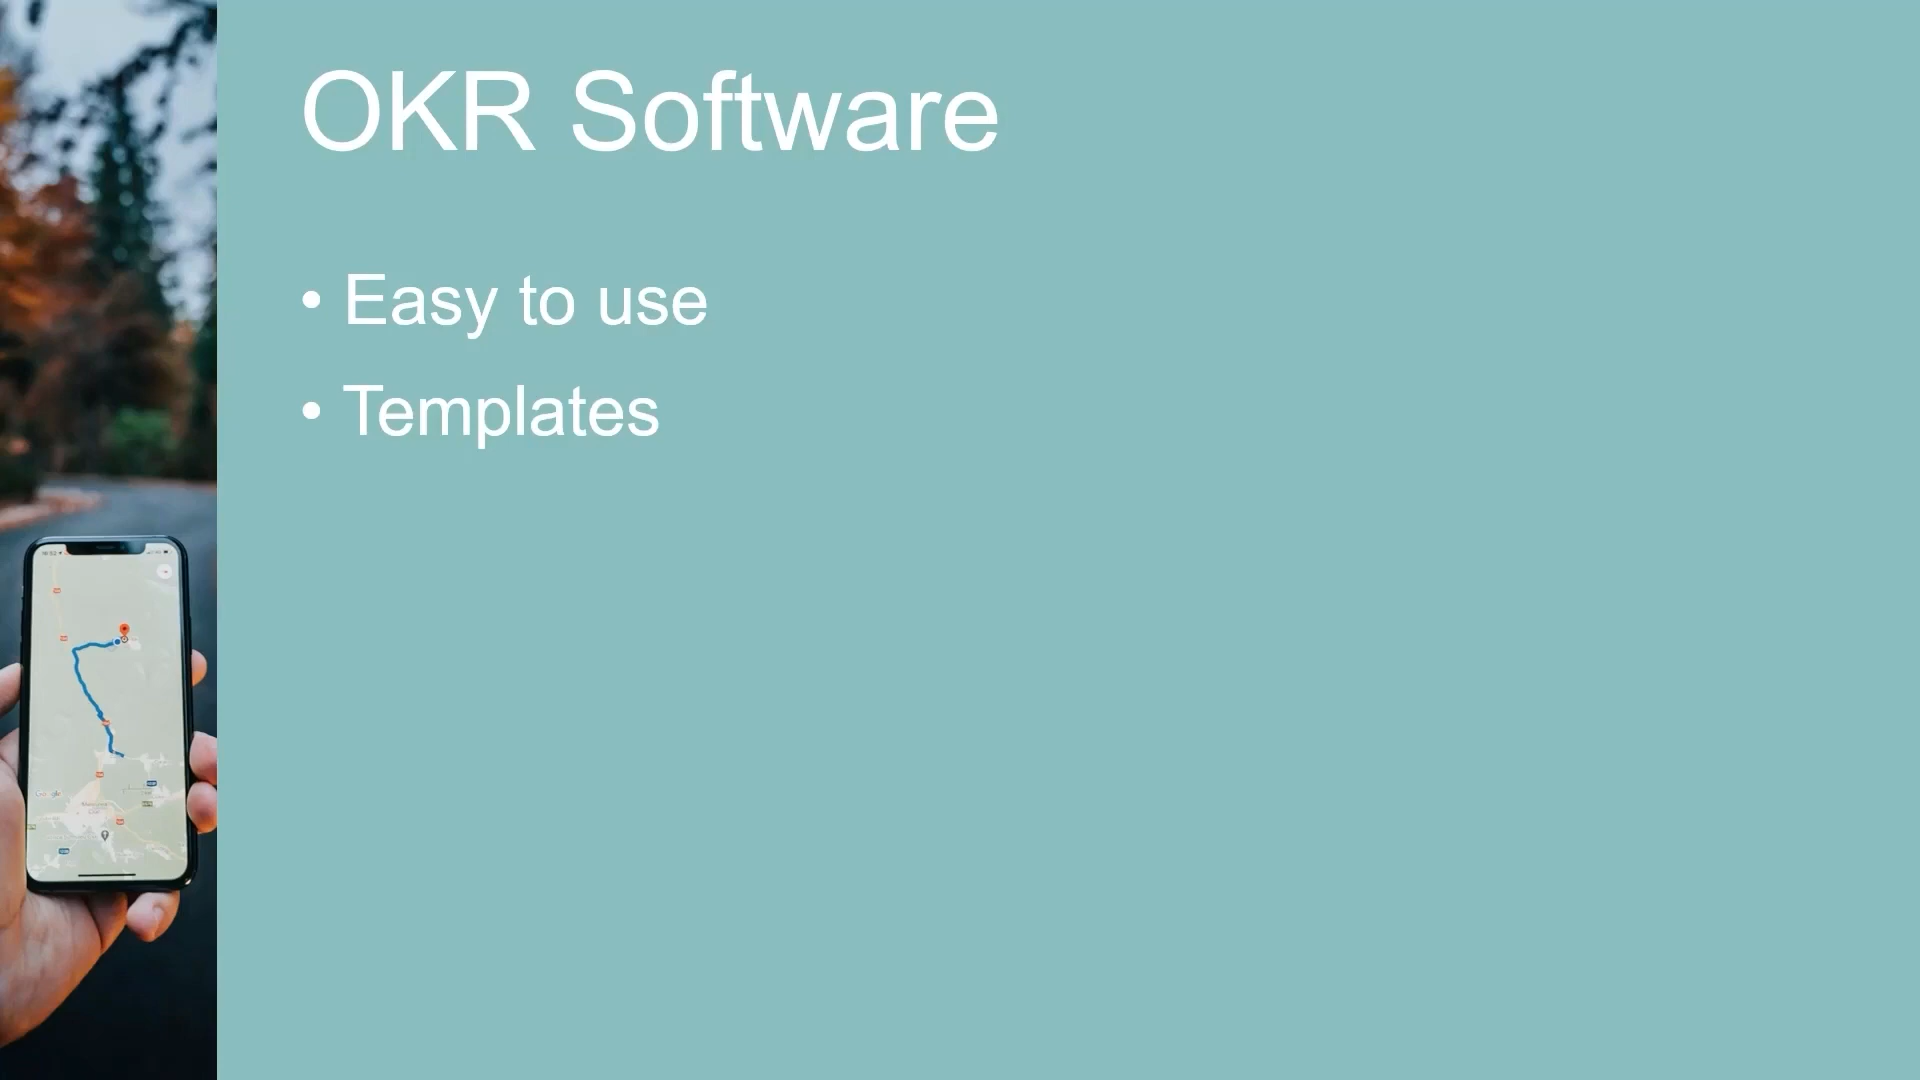 OKR Software
• Easy to use
• Templates